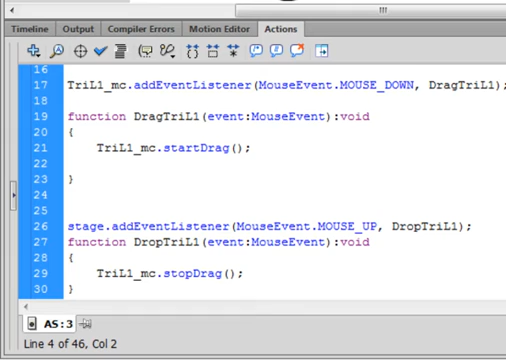 Timeline Output Compiler Errors Motion Editor Actions
16
17 TriL1_mc.addEventListener(MouseEvent.MOUSE_DOWN, DragTriL1);
18
19 function DragTriL1(event:MouseEvent):void
20 {
21 TriL1_mc.startDrag();
22
23 }
24
25
26 stage.addEventListener(MouseEvent.MOUSE_UP, DropTriL1);
27 function DropTriL1(event:MouseEvent):void
28 {
29 TriL1_mc.stopDrag();
30 }
A5:3
Line 4 of 46, Col 2